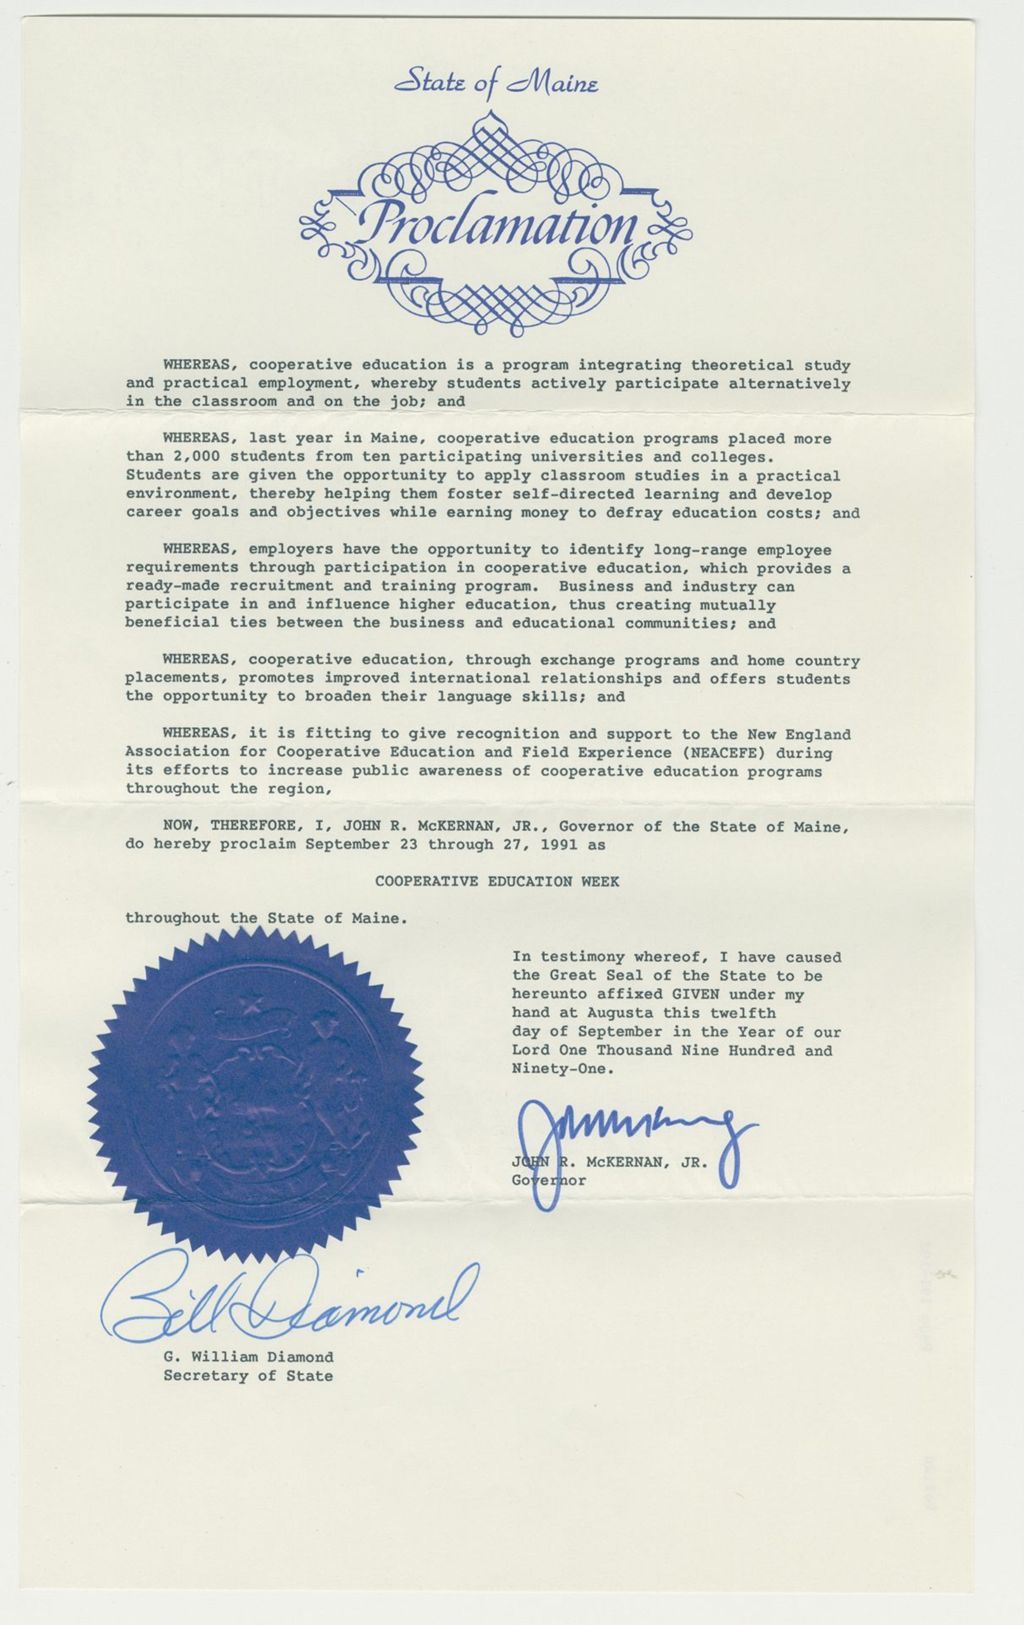 State of Maine
Proclamation
WHEREAS, cooperative education is a program integrating theoretical study
and practical employment, whereby students actively participate alternatively
in the classroom and on the job; and
WHEREAS, last year in Maine, cooperative education programs placed more
than 2,000 students from ten participating universities and colleges.
Students are given the opportunity to apply classroom studies in a practical
environment, thereby helping them foster self-directed learning and develop
career goals and objectives while earning money to defray education costs; and
WHEREAS, employers have the opportunity to identify long-range employee
requirements through participation in cooperative education, which provides a
ready-made recruitment and training program. Business and industry can
participate in and influence higher education, thus creating mutually
beneficial ties between the business and educational communities; and
WHEREAS, cooperative education, through exchange programs and home country
placements, promotes improved international relationships and offers students
the opportunity to broaden their language skills; and
WHEREAS, it is fitting to give recognition and support to the New England
Association for Cooperative Education and Field Experience (NEACEFE) during
its efforts to increase public awareness of cooperative education programs
throughout the region,
NOW, THEREFORE, I, JOHN R. McKERNAN, JR., Governor of the State of Maine,
do hereby proclaim September 23 through 27, 1991 as
COOPERATIVE EDUCATION WEEK
throughout the State of Maine.
In testimony whereof, I have caused
the Great Seal of the State to be
hereunto affixed GIVEN under my
hand at Augusta this twelfth
day of September in the Year of our
Lord One Thousand Nine Hundred and
Ninety-One.
JOHN R. McKERNAN, JR.
Governor
Bill Diamond
G. William Diamond
Secretary of State